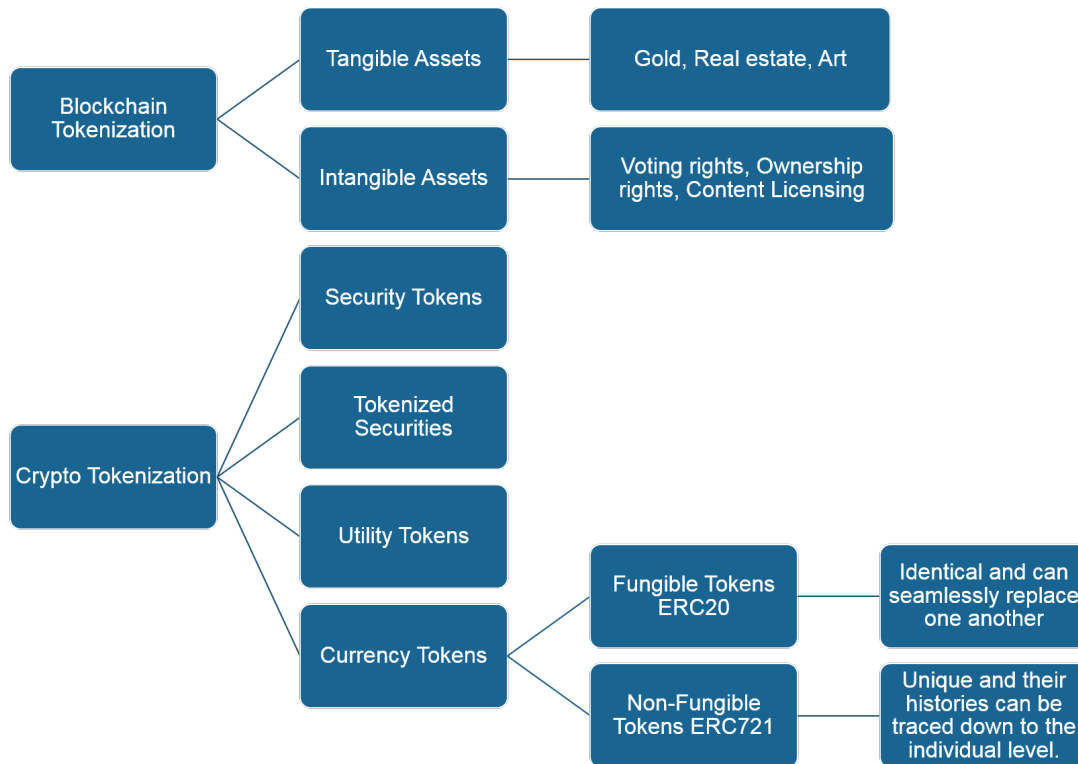 Blockchain
Tokenization
Tangible Assets
Gold, Real estate, Art
Intangible Assets
Voting rights, Ownership
rights, Content Licensing
Crypto Tokenization
Security Tokens
Tokenized
Securities
Utility Tokens
Currency Tokens
Fungible Tokens
ERC20
Identical and can
seamlessly replace
one another
Non-Fungible
Tokens ERC721
Unique and their
histories can be
traced down to the
individual level.